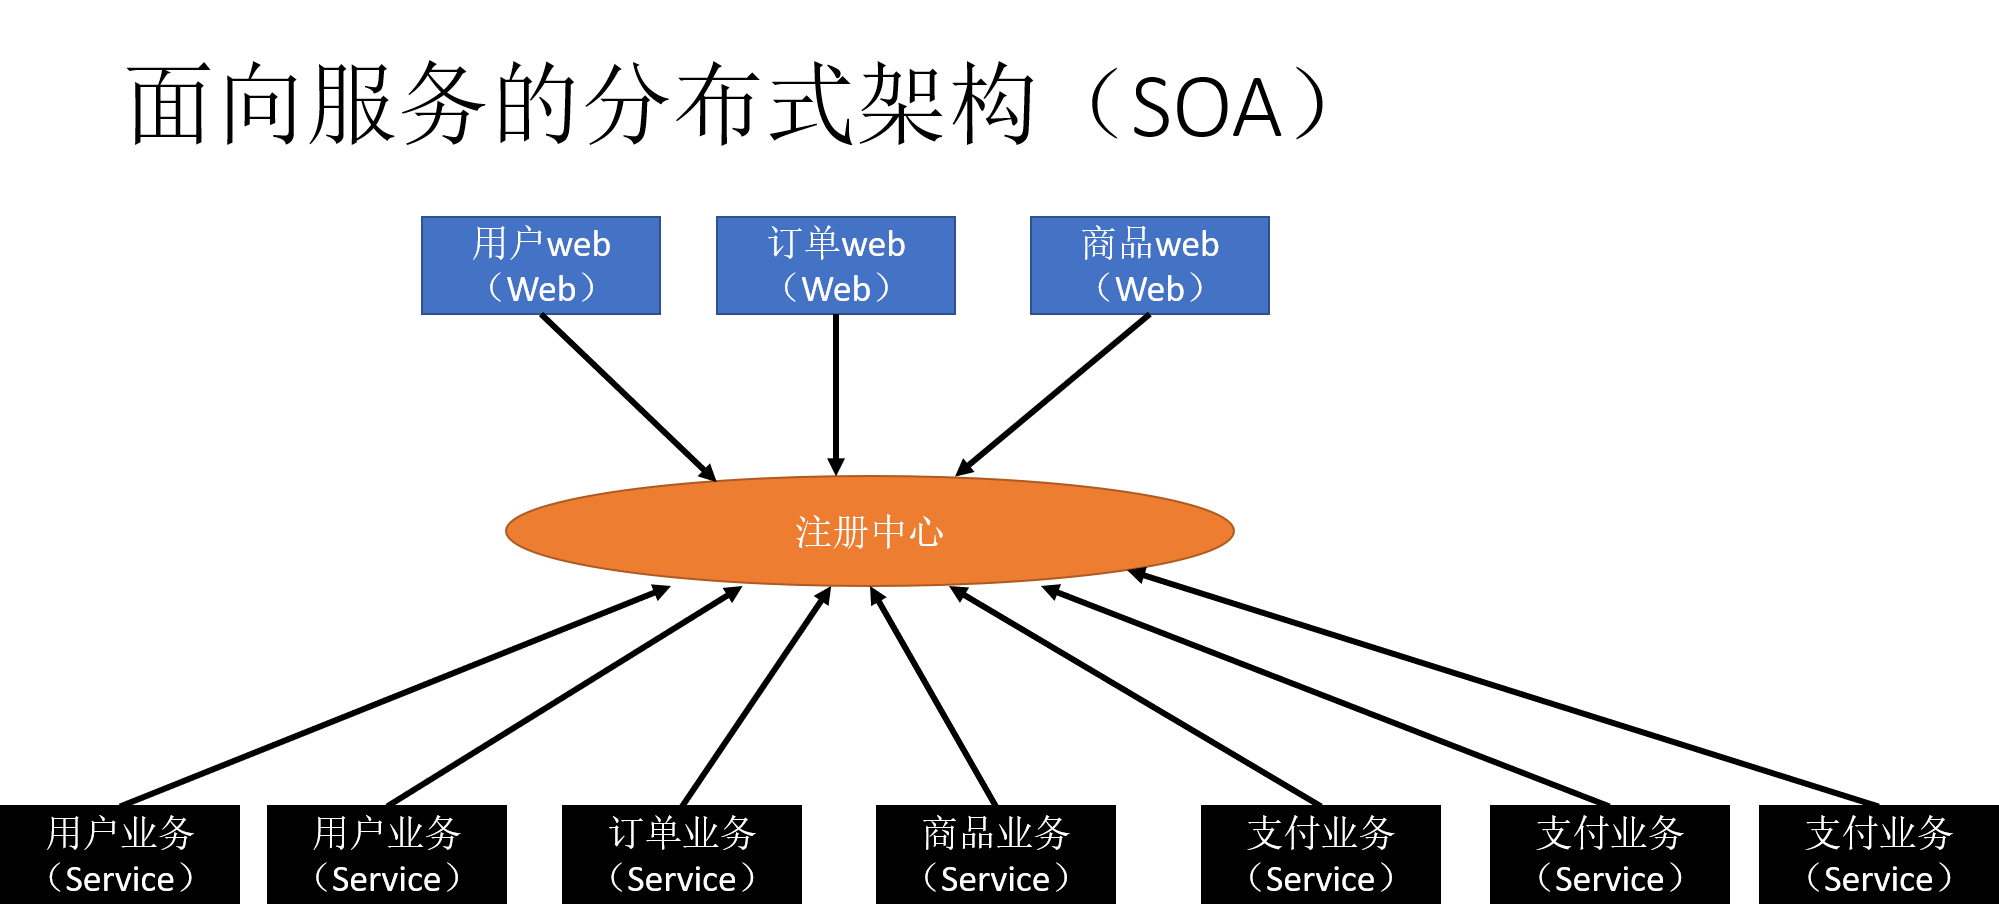 面向服务的分布式架构（SOA）
用户web
（Web）
订单web
（Web）
商品web
（Web）
注册中心
用户业务
（Service）
用户业务
（Service）
订单业务
（Service）
商品业务
（Service）
支付业务
（Service）
支付业务
（Service）
支付业务
（Service）